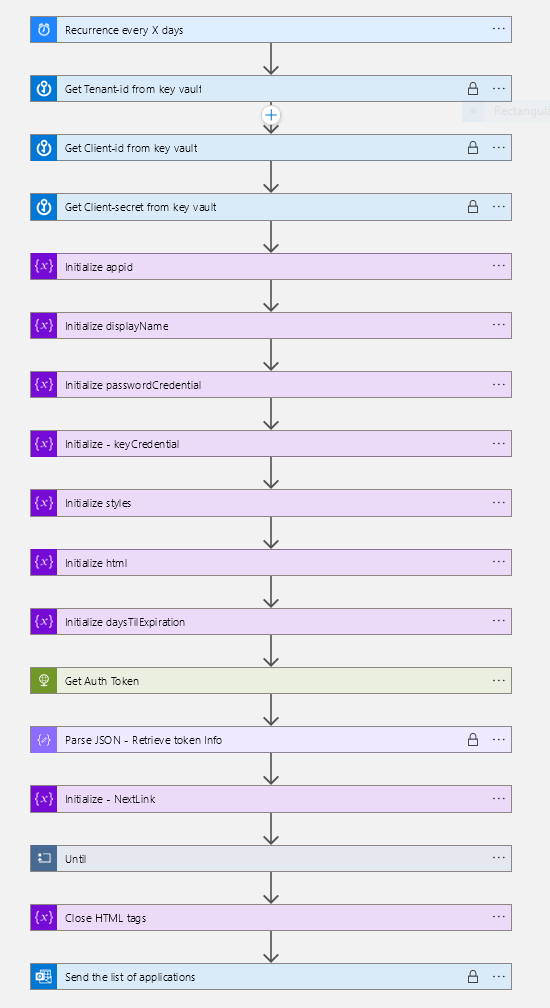 Recurrence every X days
Get Tenant-id from key vault
Rectangula
Get Client-id from key vault
Get Client-secret from key vault
{x} Initialize appid
{x} Initialize displayName
{x} Initialize passwordCredential
{x} Initialize - keyCredential
{x} Initialize styles
{x} Initialize html
{x} Initialize daysTilExpiration
Get Auth Token
Parse JSON - Retrieve token Info
{x} Initialize - NextLink
Until
{x} Close HTML tags
Send the list of applications